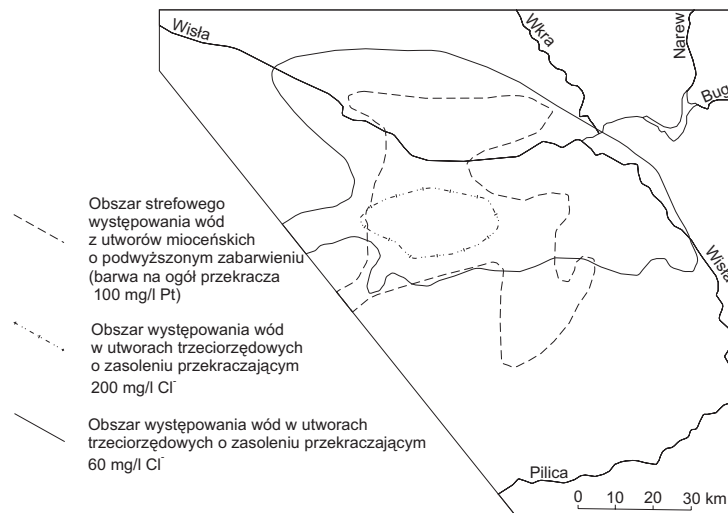 Wisła
Wkra
Narew
Bug
Wisła
Obszar strefowego
występowania wód
z utworów mioceńskich
o podwyższonym zabarwieniu
(barwa na ogół przekracza
100 mg/l Pt)
Obszar występowania wód
w utworach trzeciorzędowych
o zasoleniu przekraczającym
200 mg/l Cl⁻
Obszar występowania wód w utworach
trzeciorzędowych o zasoleniu przekraczającym
60 mg/l Cl⁻
Pilica
0 10 20 30 km